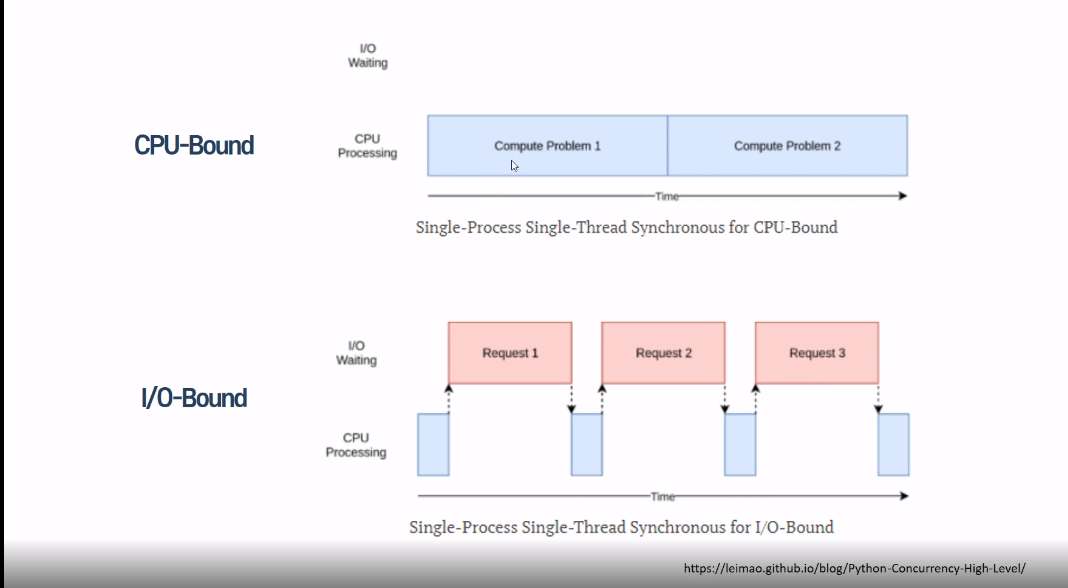 I/O
Waiting
CPU-Bound
CPU
Processing
Compute Problem 1
Compute Problem 2
Time
Single-Process Single-Thread Synchronous for CPU-Bound
I/O
Waiting
Request 1
Request 2
Request 3
I/O-Bound
CPU
Processing
Time
Single-Process Single-Thread Synchronous for I/O-Bound
https://leimao.github.io/blog/Python-Concurrency-High-Level/